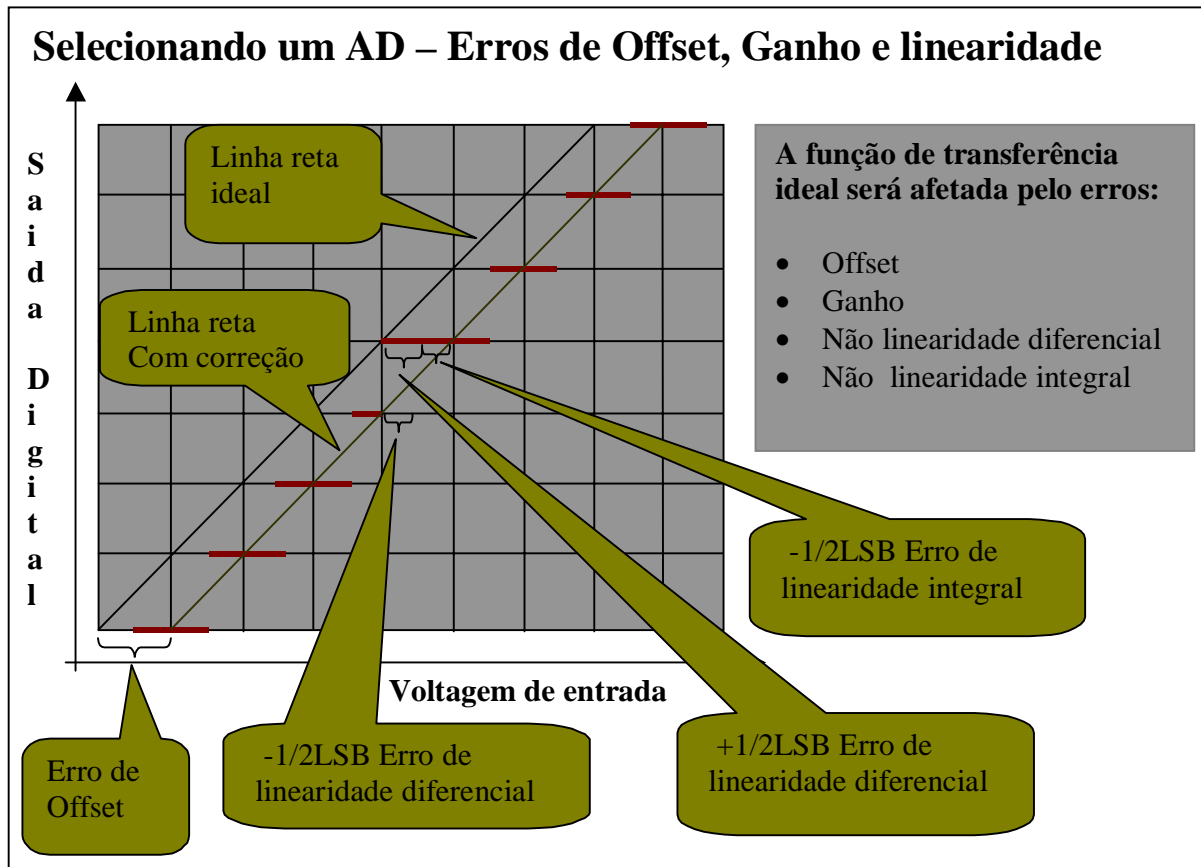 Selecionando um AD – Erros de Offset, Ganho e linearidade
Saida Digital
Linha reta
ideal
Linha reta
Com correção
A função de transferência
ideal será afetada pelo erros:
• Offset
• Ganho
• Não linearidade diferencial
• Não linearidade integral
-1/2LSB Erro de
linearidade integral
Voltagem de entrada
Erro de
Offset
-1/2LSB Erro de
linearidade diferencial
+1/2LSB Erro de
linearidade diferencial